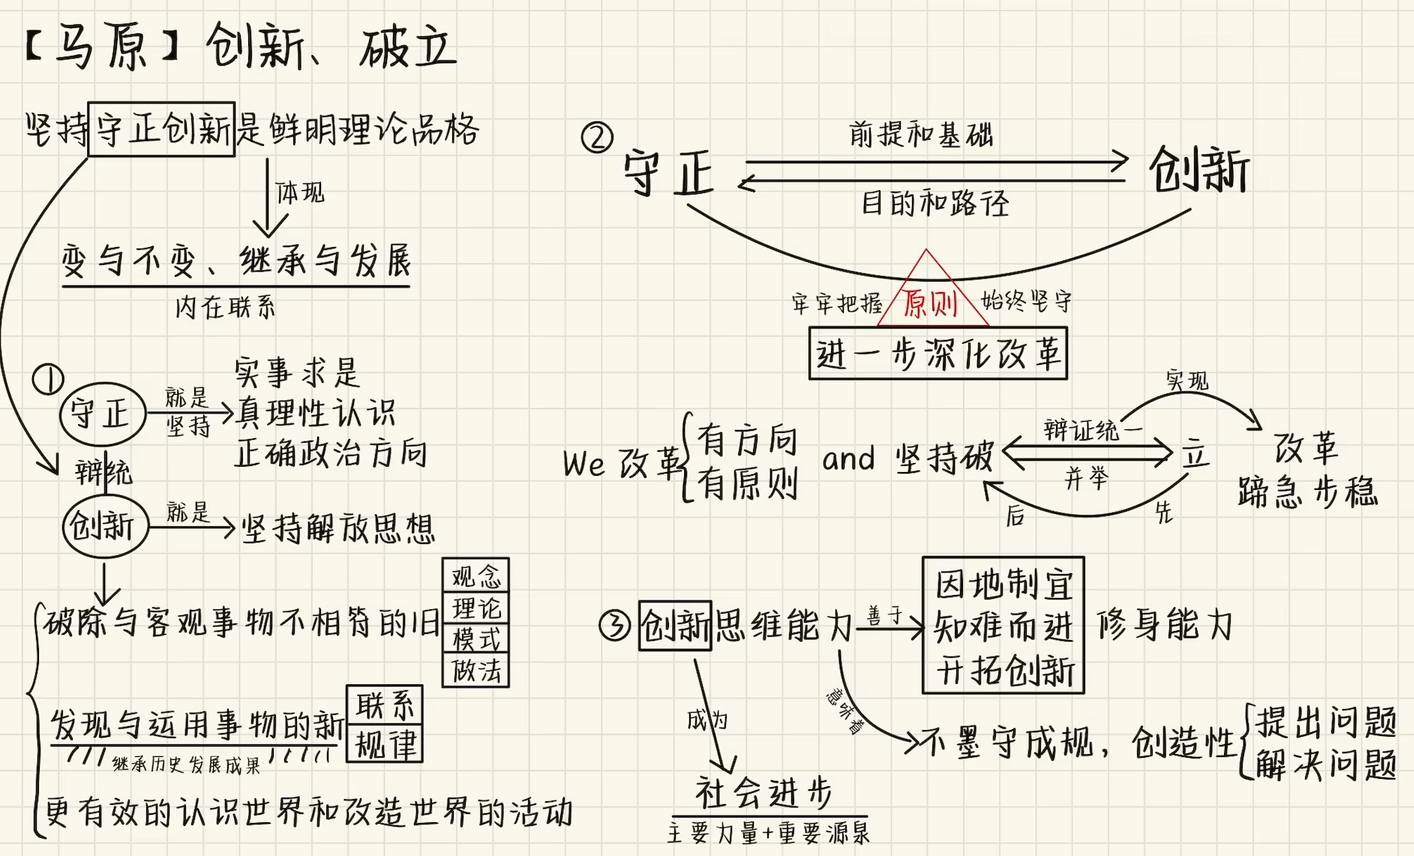 【马原】创新、破立
坚持守正创新是鲜明理论品格
体现
变与不变、继承与发展
内在联系
①
守正
就是
坚持
实事求是
真理性认识
正确政治方向
辩统
创新
就是
坚持解放思想
破除与客观事物不相符的旧
观念
理论
模式
做法
发现与运用事物的新
联系
规律
继承历史发展成果
更有效的认识世界和改造世界的活动
②
守正
前提和基础
创新
目的和路径
牢牢把握
原则
始终坚守
进一步深化改革
We 改革
有方向
有原则
and 坚持破
辩证统一
并举
立
后
先
实现
改革
蹄急步稳
③
创新思维能力
善于
因地制宜
知难而进
开拓创新
修身能力
成为
意味着
不墨守成规，创造性
提出问题
解决问题
社会进步
主要力量+重要源泉